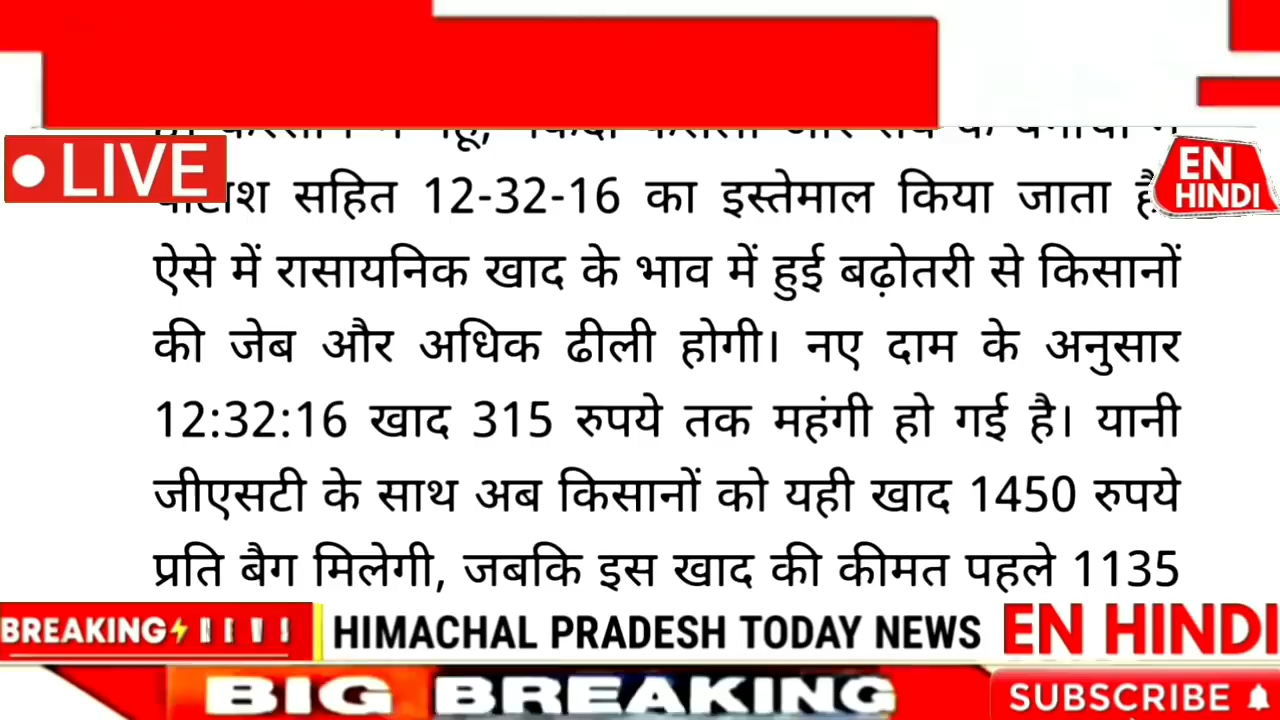 LIVE
EN
HINDI
सहित 12-32-16 का इस्तेमाल किया जाता
ऐसे में रासायनिक खाद के भाव में हुई बढ़ोतरी से किसानों
की जेब और अधिक ढीली होगी। नए दाम के अनुसार
12:32:16 खाद 315 रुपये तक महंगी हो गई है। यानी
जीएसटी के साथ अब किसानों को यही खाद 1450 रुपये
प्रति बैग मिलेगी, जबकि इस खाद की कीमत पहले 1135
BREAKING HIMACHAL PRADESH TODAY NEWS EN HINDI
BIG BREAKING SUBSCRIBE